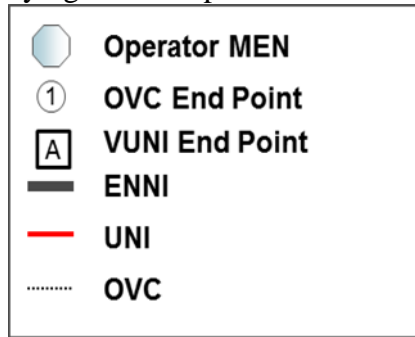 Operator MEN
1 OVC End Point
A VUNI End Point
ENNI
UNI
OVC